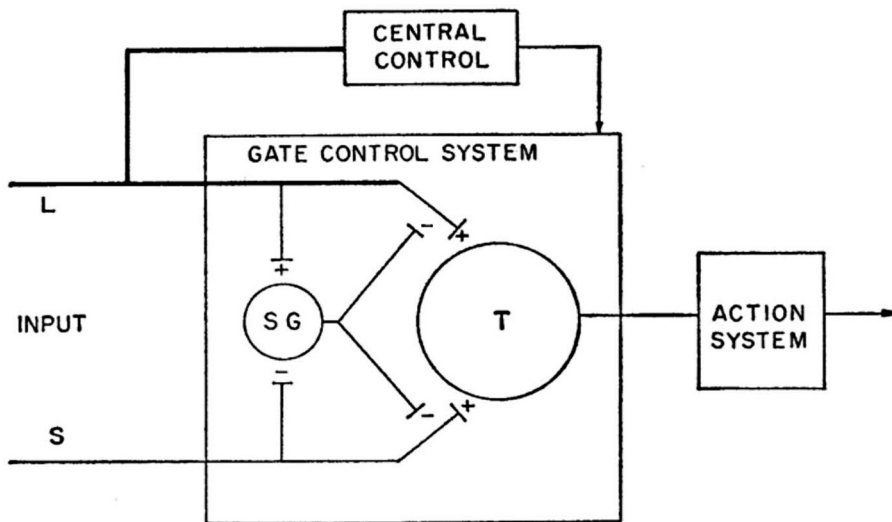 CENTRAL
CONTROL
GATE CONTROL SYSTEM
L
+
-
+
INPUT
SG
T
ACTION
SYSTEM
-
-
+
S